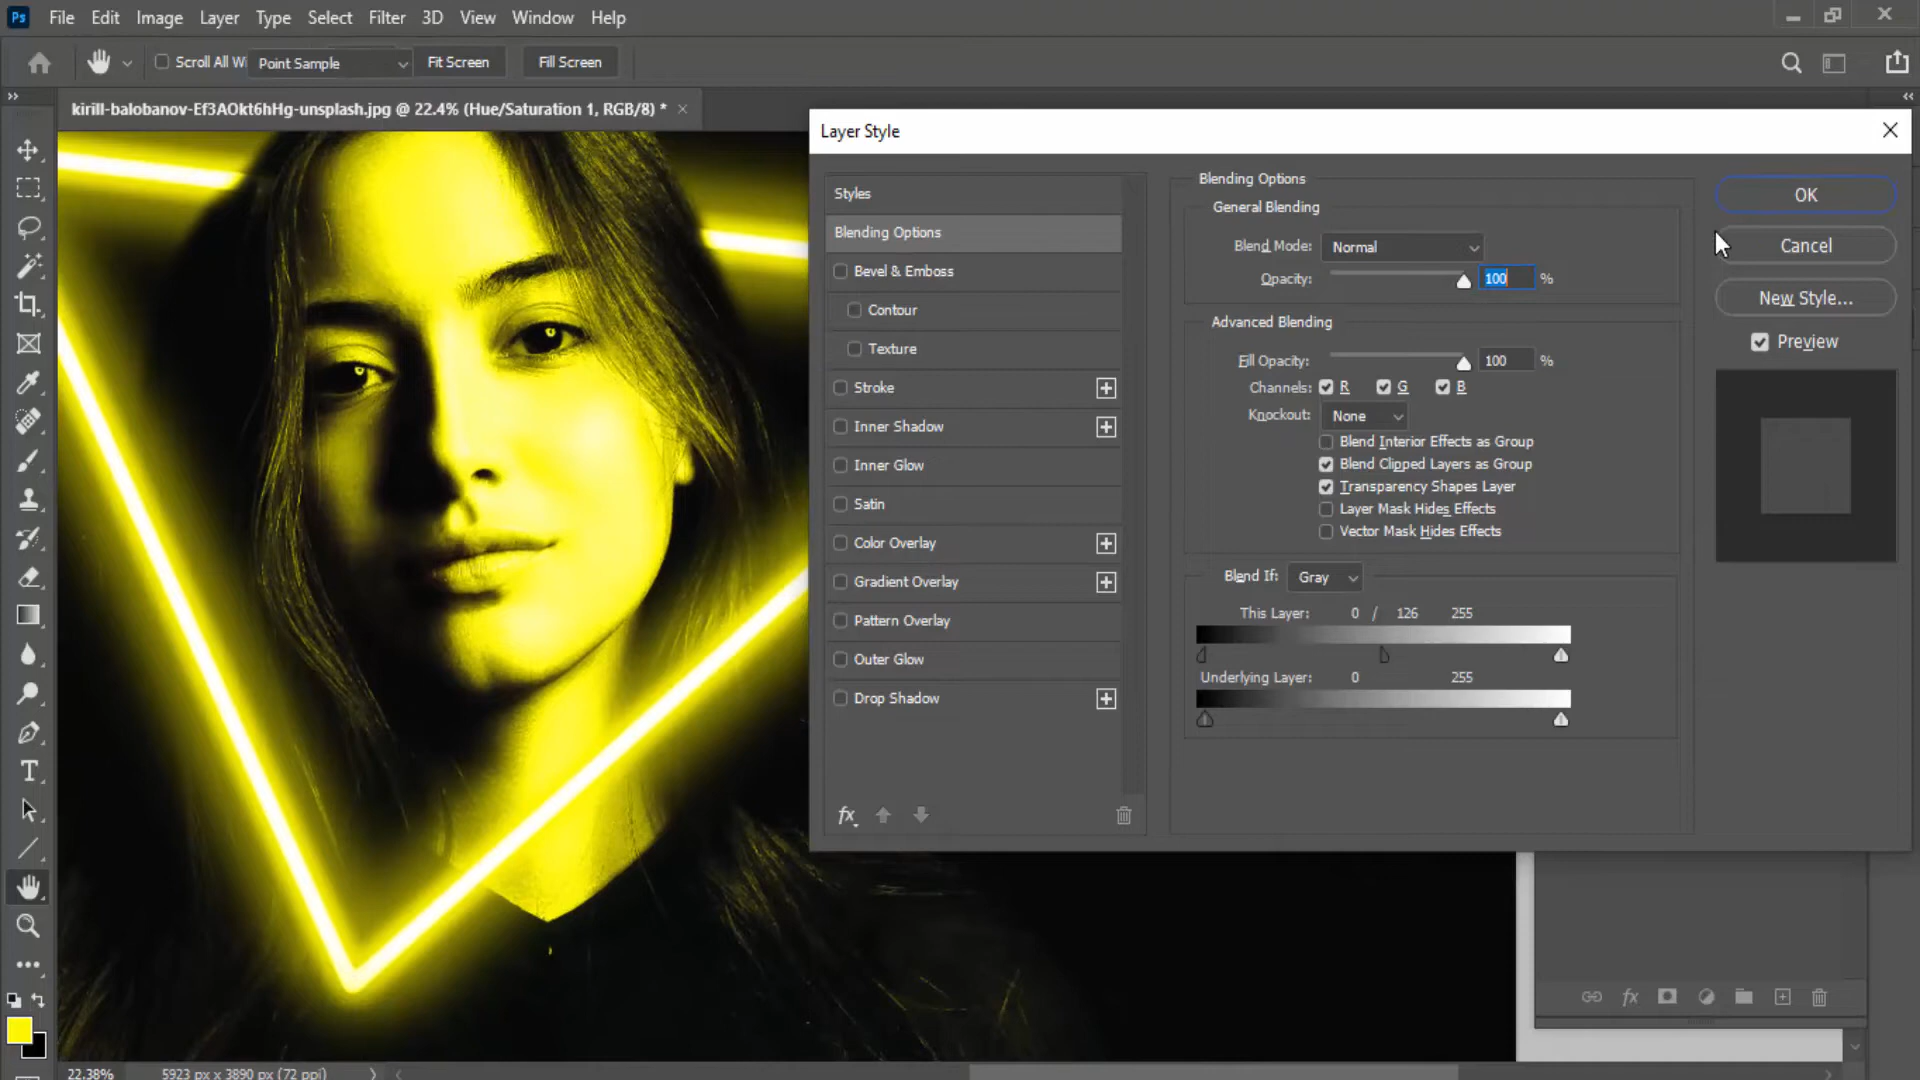 Ps File Edit Image Layer Type Select Filter 3D View Window Help
Scroll All Wi Point Sample Fit Screen Fill Screen
kirill-balobanov-Ef3AOkt6hHg-unsplash.jpg @ 22.4% (Hue/Saturation 1, RGB/8) *
Layer Style
Styles
Blending Options
Bevel & Emboss
Contour
Texture
Stroke
Inner Shadow
Inner Glow
Satin
Color Overlay
Gradient Overlay
Pattern Overlay
Outer Glow
Drop Shadow
fx
Blending Options
General Blending
Blend Mode: Normal
Opacity: 100 %
Advanced Blending
Fill Opacity: 100 %
Channels: R G B
Knockout: None
Blend Interior Effects as Group
Blend Clipped Layers as Group
Transparency Shapes Layer
Layer Mask Hides Effects
Vector Mask Hides Effects
Blend If: Gray
This Layer: 0 / 126 255
Underlying Layer: 0 255
OK
Cancel
New Style...
Preview
fx
T
22.38% 5923 px x 3890 px (72 ppi)